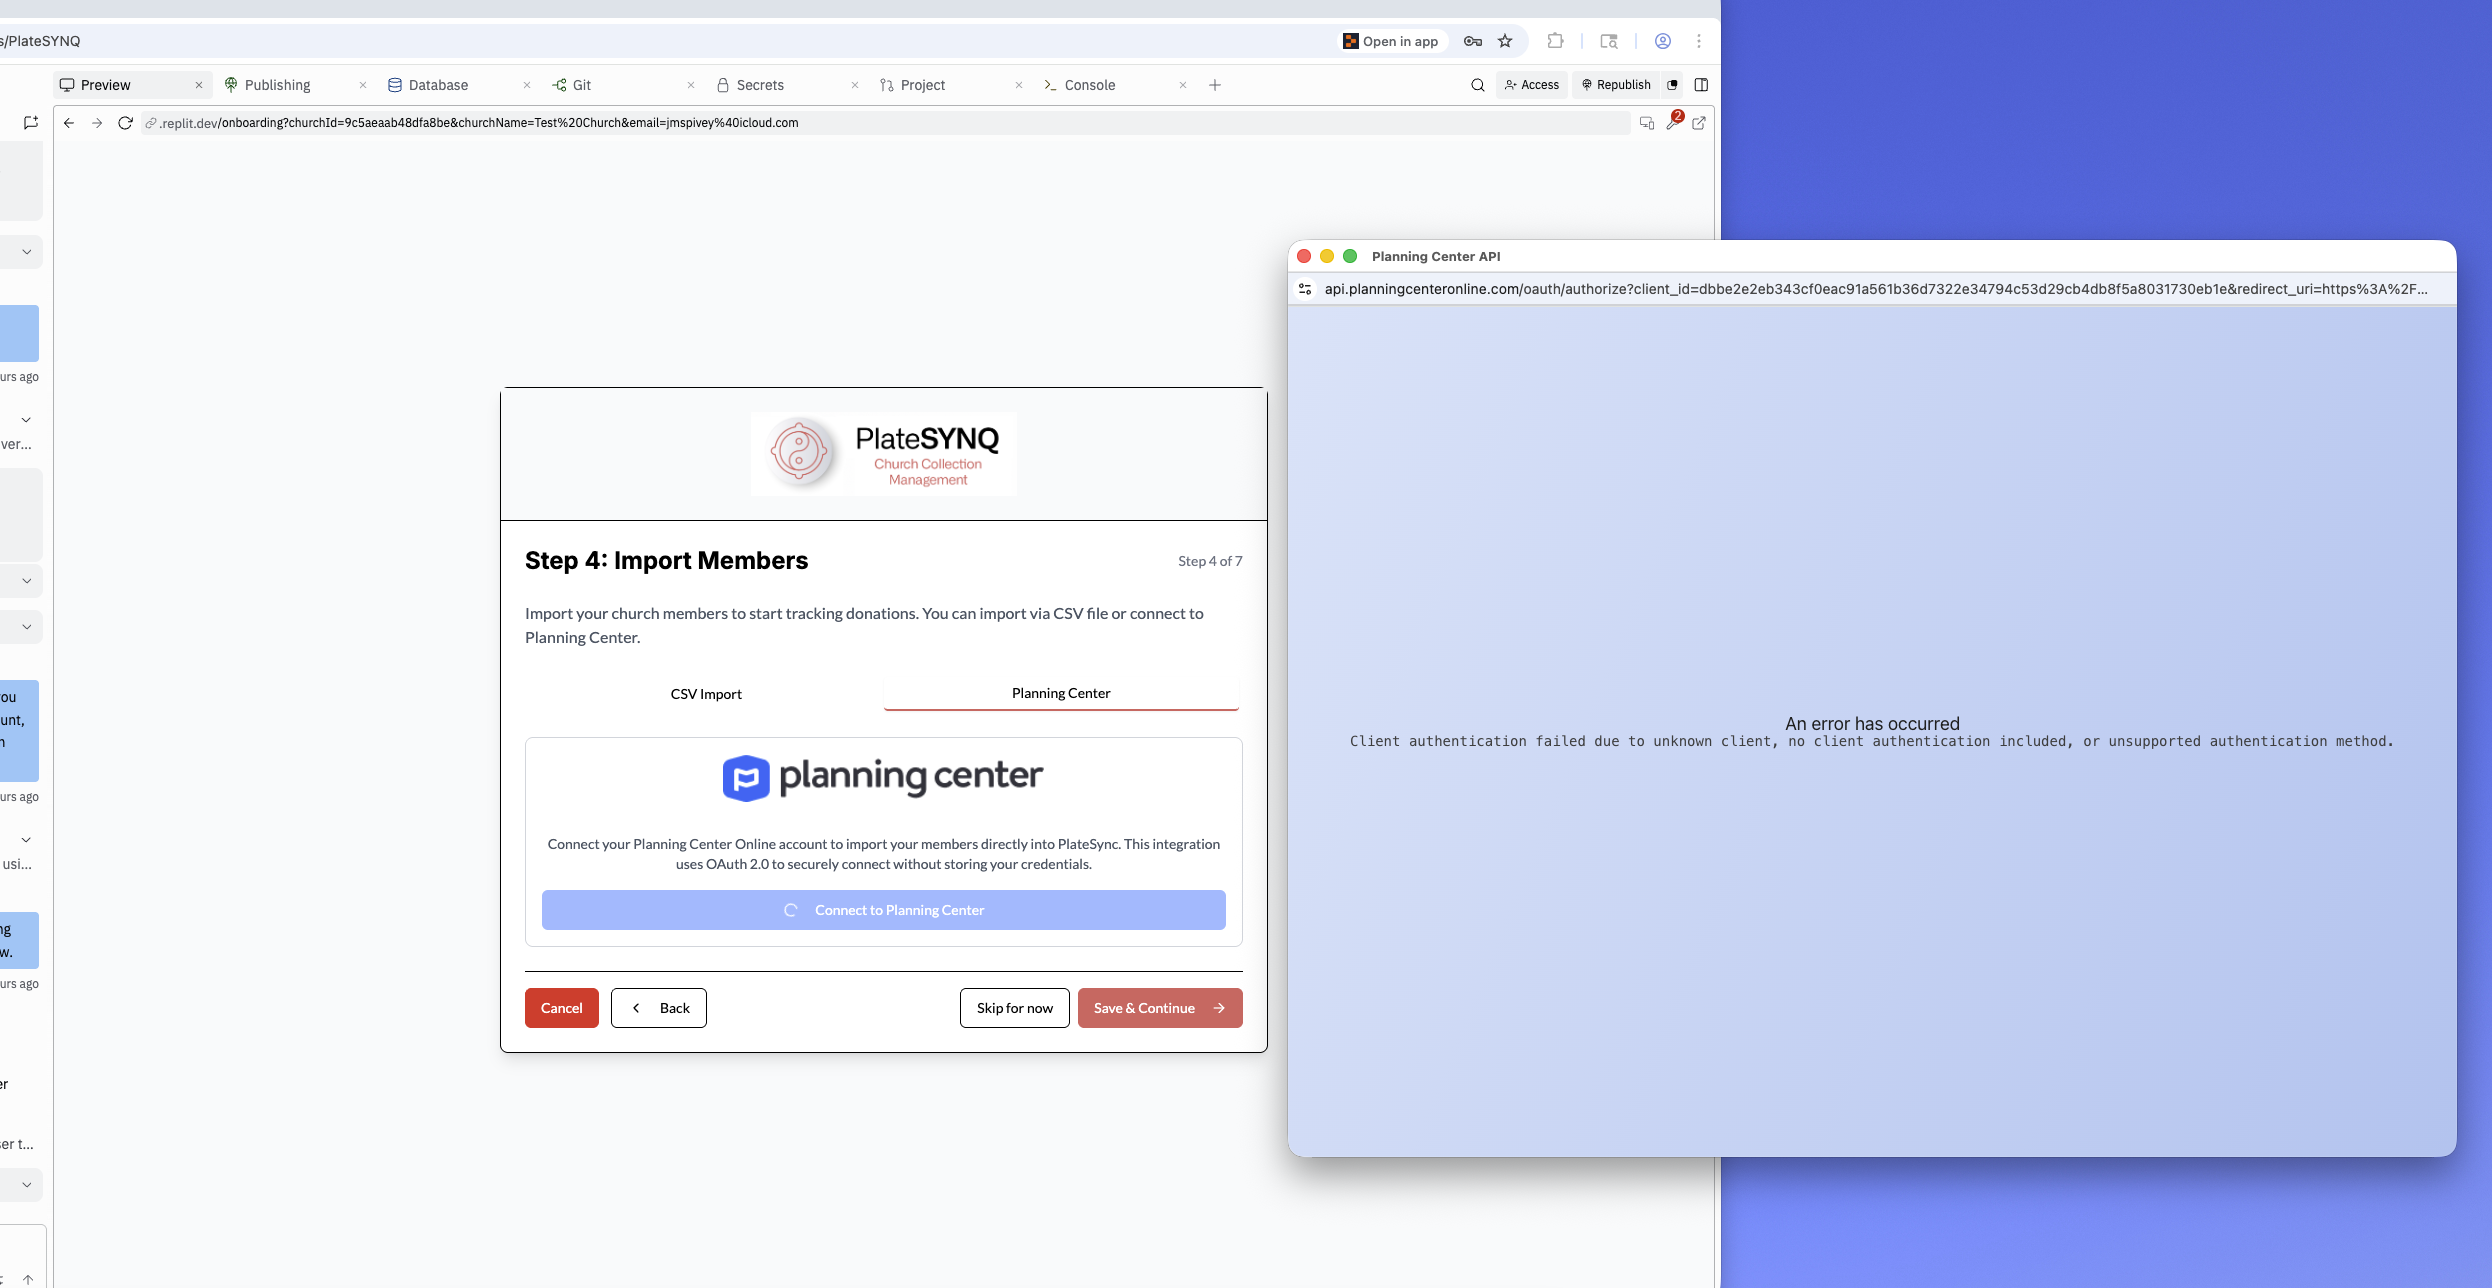 s/PlateSYNQ
Open in app
Preview
Publishing
Database
Git
Secrets
Project
Console
Access
Republish
.replit.dev/onboarding?churchId=9c5aeaab48dfa8be&churchName=Test%20Church&email=jmspivey%40icloud.com
2
urs ago
ver...
ou
unt,
urs ago
usi...
ng
w.
urs ago
er
ser t...
PlateSYNQ
Church Collection
Management
Step 4: Import Members
Step 4 of 7
Import your church members to start tracking donations. You can import via CSV file or connect to
Planning Center.
CSV Import
Planning Center
planning center
Connect your Planning Center Online account to import your members directly into PlateSync. This integration
uses OAuth 2.0 to securely connect without storing your credentials.
Connect to Planning Center
Cancel
Back
Skip for now
Save & Continue
Planning Center API
api.planningcenteronline.com/oauth/authorize?client_id=dbbe2e2eb343cf0eac91a561b36d7322e34794c53d29cb4db8f5a8031730eb1e&redirect_uri=https%3A%2F...
An error has occurred
Client authentication failed due to unknown client, no client authentication included, or unsupported authentication method.